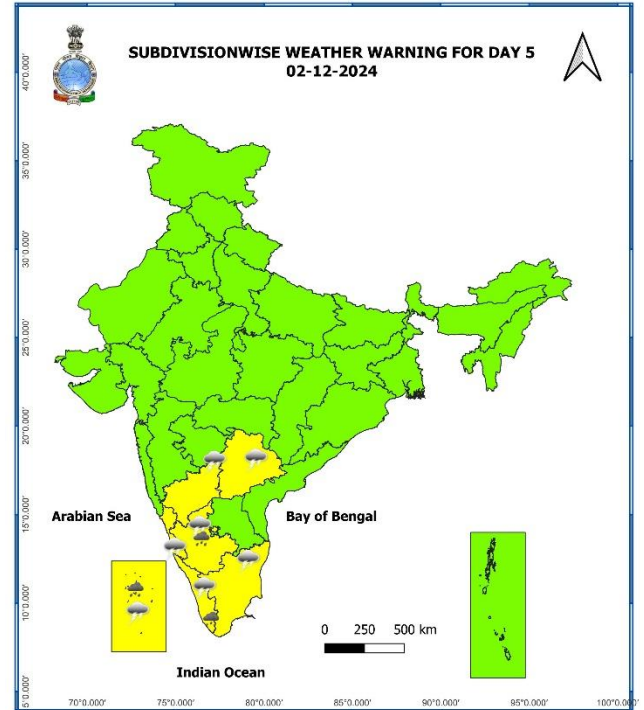 SUBDIVISIONWISE WEATHER WARNING FOR DAY 5
02-12-2024
40°0.000'
35°0.000'
30°0.000'
25°0.000'
20°0.000'
Arabian Sea
Bay of Bengal
15°0.000'
10°0.000'
0 250 500 km
Indian Ocean
5°0.000'
70°0.000' 75°0.000' 80°0.000' 85°0.000' 90°0.000' 95°0.000' 100°0.000'